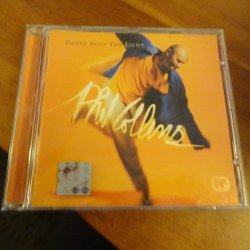 DANCE INTO THE LIGHT
Phil Collins